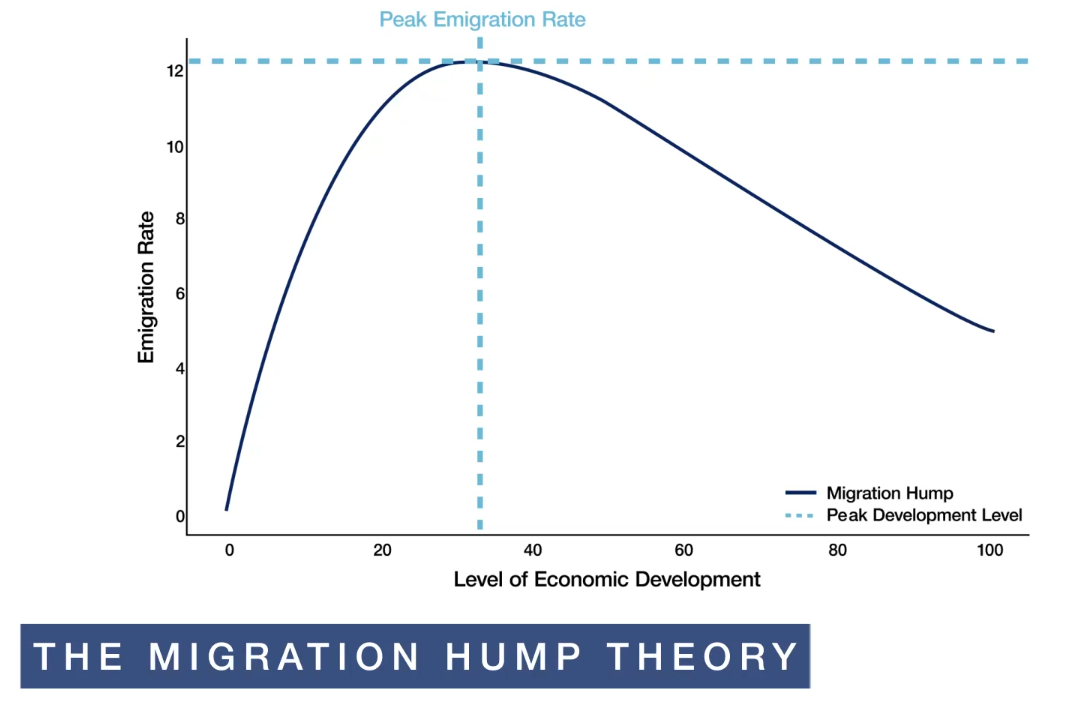 Peak Emigration Rate
12
10
8
6
4
2
0
Emigration Rate
0 20 40 60 80 100
Level of Economic Development
Migration Hump
Peak Development Level
THE MIGRATION HUMP THEORY